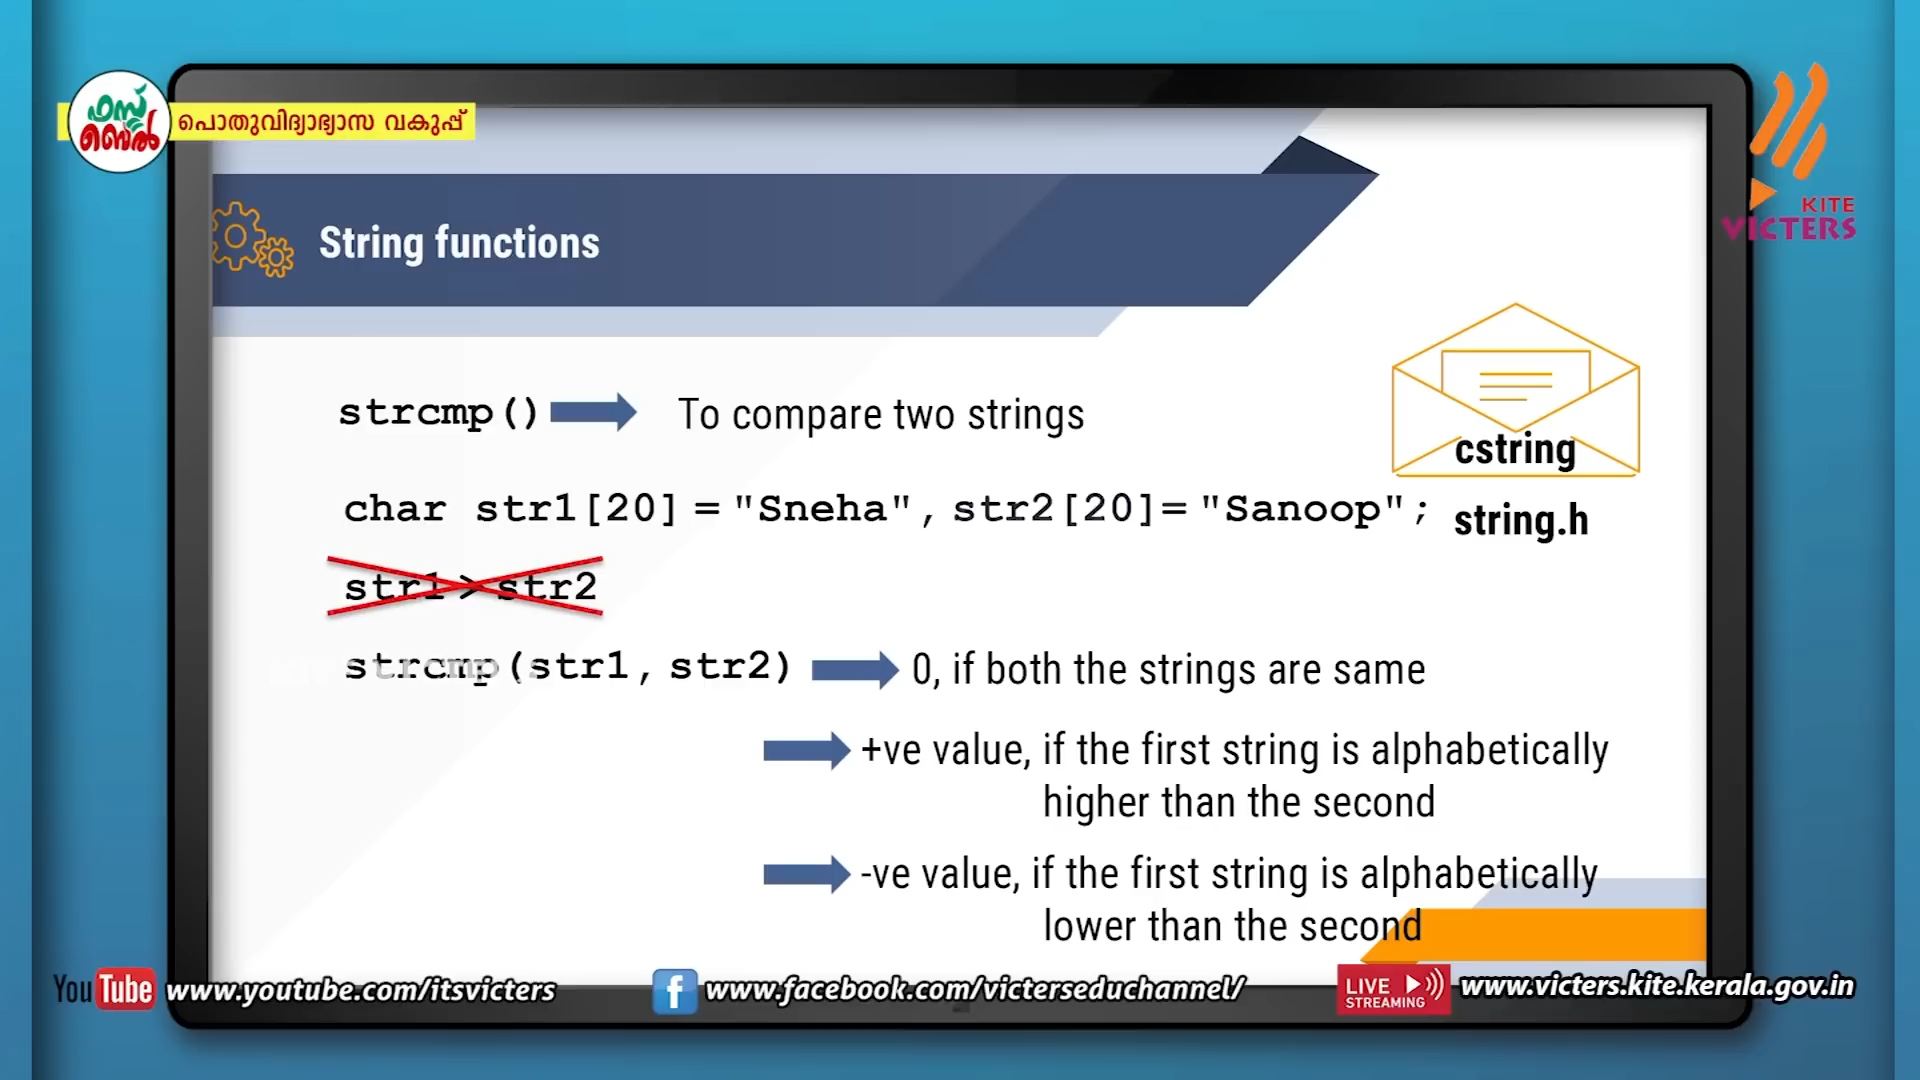 ഫസ്റ്റ്
ബെൽ
പൊതുവിദ്യാഭ്യാസ വകുപ്പ്
KITE
VICTERS
String functions
strcmp() To compare two strings
cstring
string.h
char str1[20] = "Sneha", str2[20]= "Sanoop";
str1 > str2
strcmp(str1, str2) 0, if both the strings are same
+ve value, if the first string is alphabetically
higher than the second
-ve value, if the first string is alphabetically
lower than the second
YouTube www.youtube.com/itsvicters
f www.facebook.com/victerseduchannel/
LIVE
STREAMING
www.victers.kite.kerala.gov.in